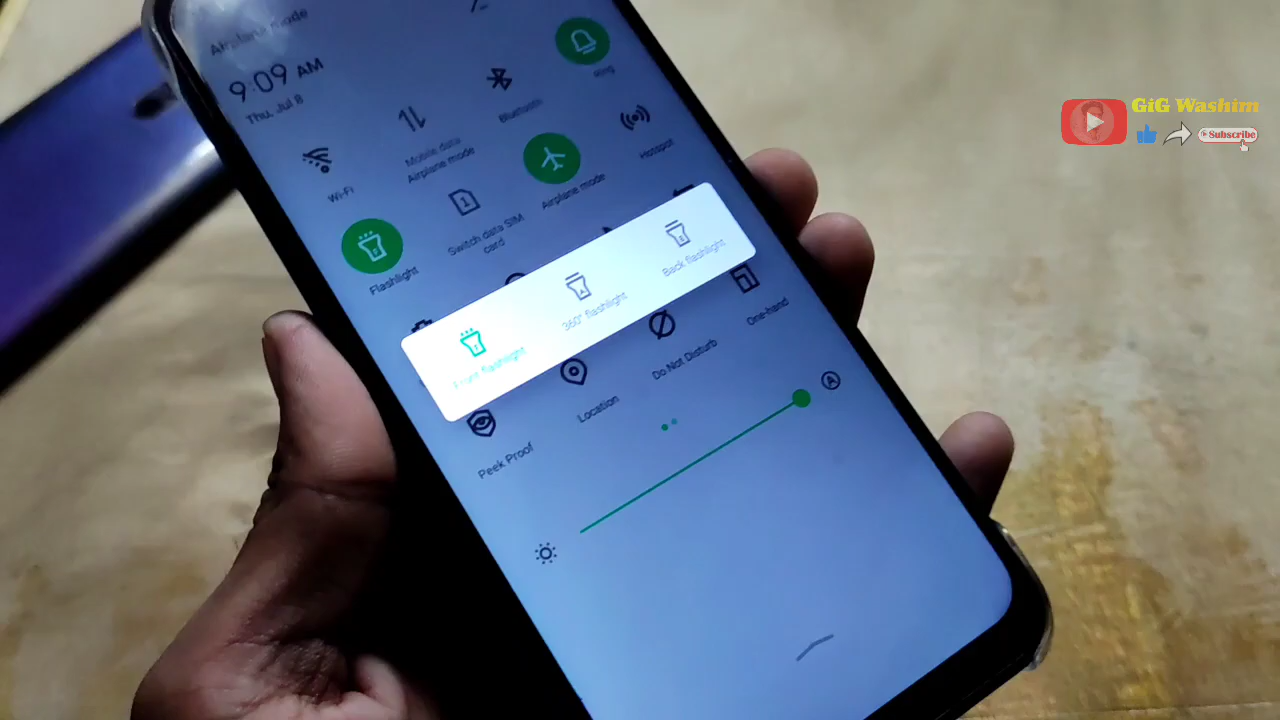 Airplane mode
9:09 AM
Thu, Jul 8
Ring
Bluetooth
Mobile data
Airplane mode
Wi-Fi
Hotspot
Airplane mode
1
Switch data SIM
card
Flashlight
Back flashlight
360° flashlight
Front flashlight
One-hand
Do Not Disturb
Location
Peek Proof
A
GiG Washim
Subscribe